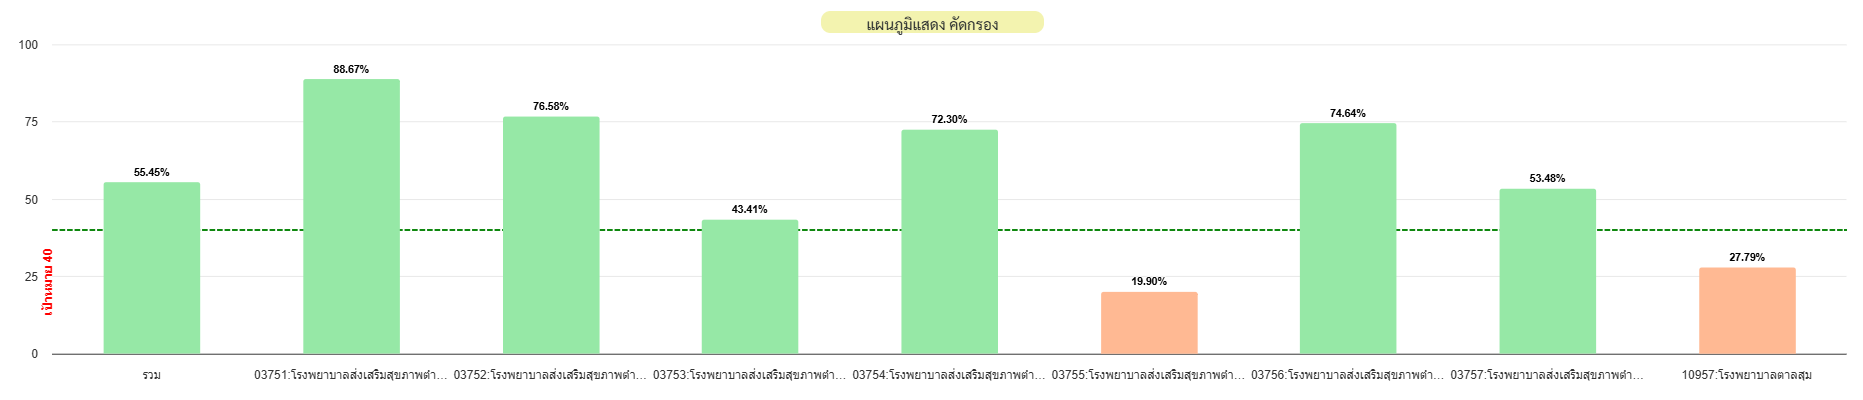 แผนภูมิแสดง คัดกรอง
100
75
50
25
0
เป้าหมาย 40
55.45%
88.67%
76.58%
43.41%
72.30%
19.90%
74.64%
53.48%
27.79%
รวม
03751:โรงพยาบาลส่งเสริมสุขภาพตำ...
03752:โรงพยาบาลส่งเสริมสุขภาพตำ...
03753:โรงพยาบาลส่งเสริมสุขภาพตำ...
03754:โรงพยาบาลส่งเสริมสุขภาพตำ...
03755:โรงพยาบาลส่งเสริมสุขภาพตำ...
03756:โรงพยาบาลส่งเสริมสุขภาพตำ...
03757:โรงพยาบาลส่งเสริมสุขภาพตำ...
10957:โรงพยาบาลตาลสุม